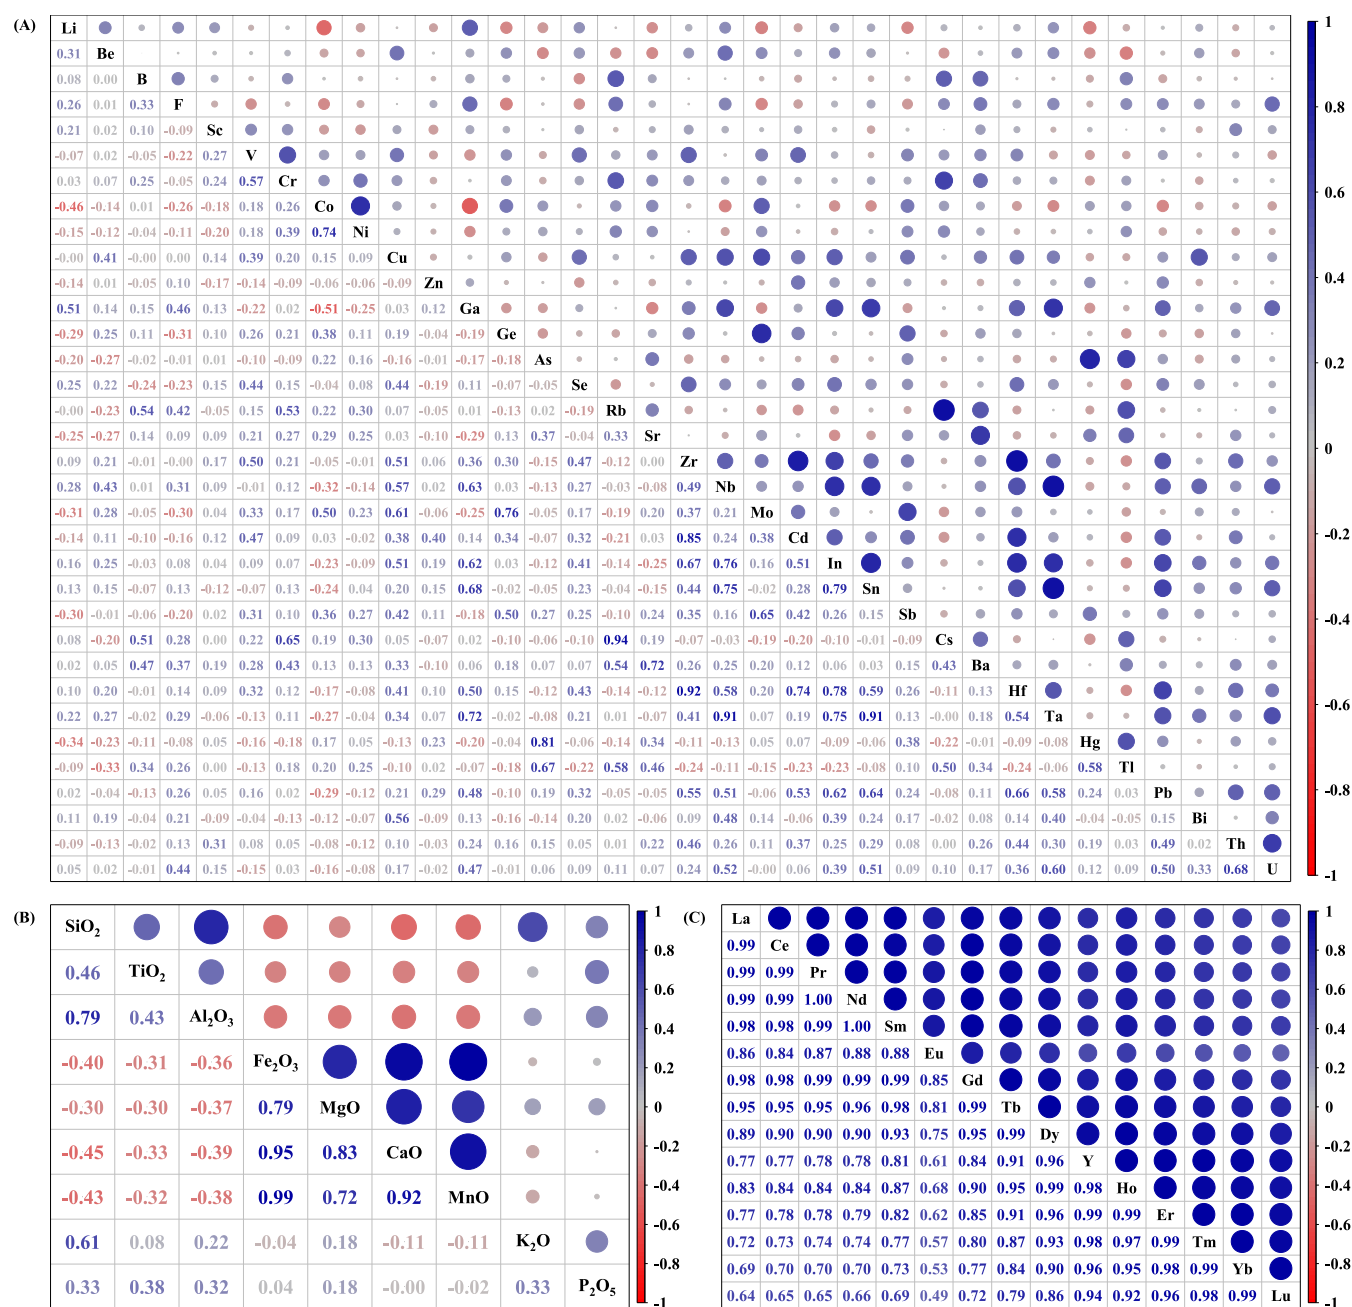 (A)
Li
0.31 Be
0.08 0.00 B
0.26 0.01 0.33 F
0.21 0.02 0.10 -0.09 Sc
-0.07 0.02 -0.05 -0.22 0.27 V
0.03 0.07 0.25 -0.05 0.24 0.57 Cr
-0.46 -0.14 0.01 -0.26 -0.18 0.18 0.26 Co
-0.15 -0.12 -0.04 -0.11 -0.20 0.18 0.39 0.74 Ni
-0.00 0.41 -0.00 0.00 0.14 0.39 0.20 0.15 0.09 Cu
-0.14 0.01 -0.05 0.10 -0.17 -0.14 -0.09 -0.06 -0.06 -0.09 Zn
0.51 0.14 0.15 0.46 0.13 -0.22 0.02 -0.51 -0.25 0.03 0.12 Ga
-0.29 0.25 0.11 -0.31 0.10 0.26 0.21 0.38 0.11 0.19 -0.04 -0.19 Ge
-0.20 -0.27 -0.02 -0.01 0.01 -0.10 -0.09 0.22 0.16 -0.16 -0.01 -0.17 -0.18 As
0.25 0.22 -0.24 -0.23 0.15 0.44 0.15 -0.04 0.08 0.44 -0.19 0.11 -0.07 -0.05 Se
-0.00 -0.23 0.54 0.42 -0.05 0.15 0.53 0.22 0.30 0.07 -0.05 0.01 -0.13 0.02 -0.19 Rb
-0.25 -0.27 0.14 0.09 0.09 0.21 0.27 0.29 0.25 0.03 -0.10 -0.29 0.13 0.37 -0.04 0.33 Sr
0.09 0.21 -0.01 -0.00 0.17 0.50 0.21 -0.05 -0.01 0.51 0.06 0.36 0.30 -0.15 0.47 -0.12 0.00 Zr
0.28 0.43 0.01 0.31 0.09 -0.01 0.12 -0.32 -0.14 0.57 0.02 0.63 0.03 -0.13 0.27 -0.03 -0.08 0.49 Nb
-0.31 0.28 -0.05 -0.30 0.04 0.33 0.17 0.50 0.23 0.61 -0.06 -0.25 0.76 -0.05 0.17 -0.19 0.20 0.37 0.21 Mo
-0.14 0.11 -0.10 -0.16 0.12 0.47 0.09 0.03 -0.02 0.38 0.40 0.14 0.34 -0.07 0.32 -0.21 0.03 0.85 0.24 0.38 Cd
0.16 0.25 -0.03 0.08 0.04 0.09 0.07 -0.23 -0.09 0.51 0.19 0.62 0.03 -0.12 0.41 -0.14 -0.25 0.67 0.76 0.16 0.51 In
0.13 0.15 -0.07 0.13 -0.12 -0.07 0.13 -0.24 0.04 0.20 0.15 0.68 -0.02 -0.05 0.23 -0.04 -0.15 0.44 0.75 -0.02 0.28 0.79 Sn
-0.30 -0.01 -0.06 -0.20 0.02 0.31 0.10 0.36 0.27 0.42 0.11 -0.18 0.50 0.27 0.25 -0.10 0.24 0.35 0.16 0.65 0.42 0.26 0.15 Sb
0.08 -0.20 0.51 0.28 0.00 0.22 0.65 0.19 0.30 0.05 -0.07 0.02 -0.10 -0.06 -0.10 0.94 0.19 -0.07 -0.03 -0.19 -0.20 -0.10 -0.01 -0.09 Cs
0.02 0.05 0.47 0.37 0.19 0.28 0.43 0.13 0.13 0.33 -0.10 0.06 0.18 0.07 0.07 0.54 0.72 0.26 0.25 0.20 0.12 0.06 0.03 0.15 0.43 Ba
0.10 0.20 -0.01 0.14 0.09 0.32 0.12 -0.17 -0.08 0.41 0.10 0.50 0.15 -0.12 0.43 -0.14 -0.12 0.92 0.58 0.20 0.74 0.78 0.59 0.26 -0.11 0.13 Hf
0.22 0.27 -0.02 0.29 -0.06 -0.13 0.11 -0.27 -0.04 0.34 0.07 0.72 -0.02 -0.08 0.21 0.01 -0.07 0.41 0.91 0.07 0.19 0.75 0.91 0.13 -0.00 0.18 0.54 Ta
-0.34 -0.23 -0.11 -0.08 0.05 -0.16 -0.18 0.17 0.05 -0.13 0.23 -0.20 -0.04 0.81 -0.06 -0.14 0.34 -0.11 -0.13 0.05 0.07 -0.09 -0.06 0.38 -0.22 -0.01 -0.09 -0.08 Hg
-0.09 -0.33 0.34 0.26 0.00 -0.13 0.18 0.20 0.25 -0.10 0.02 -0.07 -0.18 0.67 -0.22 0.58 0.46 -0.24 -0.11 -0.15 -0.23 -0.23 -0.08 0.10 0.50 0.34 -0.24 -0.06 0.58 Tl
0.02 -0.04 -0.13 0.26 0.05 0.16 0.02 -0.29 -0.12 0.21 0.29 0.48 -0.10 0.19 0.32 -0.05 -0.05 0.55 0.51 -0.06 0.53 0.62 0.64 0.24 -0.08 0.11 0.66 0.58 0.24 0.03 Pb
0.11 0.19 -0.04 0.21 -0.09 -0.04 -0.13 -0.12 -0.07 0.56 -0.09 0.13 -0.16 -0.14 0.20 0.02 -0.06 0.09 0.48 0.14 -0.06 0.39 0.24 0.17 -0.02 0.08 0.14 0.40 -0.04 -0.05 0.15 Bi
-0.09 -0.13 -0.02 0.13 0.31 0.08 0.05 -0.08 -0.12 0.10 -0.03 0.24 0.16 0.15 0.05 0.01 0.22 0.46 0.26 0.11 0.37 0.25 0.29 0.08 0.00 0.26 0.44 0.30 0.19 0.03 0.49 0.02 Th
0.05 0.02 -0.01 0.44 0.15 -0.15 0.03 -0.16 -0.08 0.17 -0.02 0.47 -0.01 0.06 0.09 0.11 0.07 0.24 0.52 -0.00 0.06 0.39 0.51 0.09 0.10 0.17 0.36 0.60 0.12 0.09 0.50 0.33 0.68 U
1
0.8
0.6
0.4
0.2
0
-0.2
-0.4
-0.6
-0.8
-1
(B)
SiO₂
0.46 TiO₂
0.79 0.43 Al₂O₃
-0.40 -0.31 -0.36 Fe₂O₃
-0.30 -0.30 -0.37 0.79 MgO
-0.45 -0.33 -0.39 0.95 0.83 CaO
-0.43 -0.32 -0.38 0.99 0.72 0.92 MnO
0.61 0.08 0.22 -0.04 0.18 -0.11 -0.11 K₂O
0.33 0.38 0.32 0.04 0.18 -0.00 -0.02 0.33 P₂O₅
1
0.8
0.6
0.4
0.2
0
-0.2
-0.4
-0.6
-0.8
-1
(C)
La
0.99 Ce
0.99 0.99 Pr
0.99 0.99 1.00 Nd
0.98 0.98 0.99 1.00 Sm
0.86 0.84 0.87 0.88 0.88 Eu
0.98 0.98 0.99 0.99 0.99 0.85 Gd
0.95 0.95 0.95 0.96 0.98 0.81 0.99 Tb
0.89 0.90 0.90 0.90 0.93 0.75 0.95 0.99 Dy
0.77 0.77 0.78 0.78 0.81 0.61 0.84 0.91 0.96 Y
0.83 0.84 0.84 0.84 0.87 0.68 0.90 0.95 0.99 0.98 Ho
0.77 0.78 0.78 0.79 0.82 0.62 0.85 0.91 0.96 0.99 0.99 Er
0.72 0.73 0.74 0.74 0.77 0.57 0.80 0.87 0.93 0.98 0.97 0.99 Tm
0.69 0.70 0.70 0.70 0.73 0.53 0.77 0.84 0.90 0.96 0.95 0.98 0.99 Yb
0.64 0.65 0.65 0.66 0.69 0.49 0.72 0.79 0.86 0.94 0.92 0.96 0.98 0.99 Lu
1
0.8
0.6
0.4
0.2
0
-0.2
-0.4
-0.6
-0.8
-1